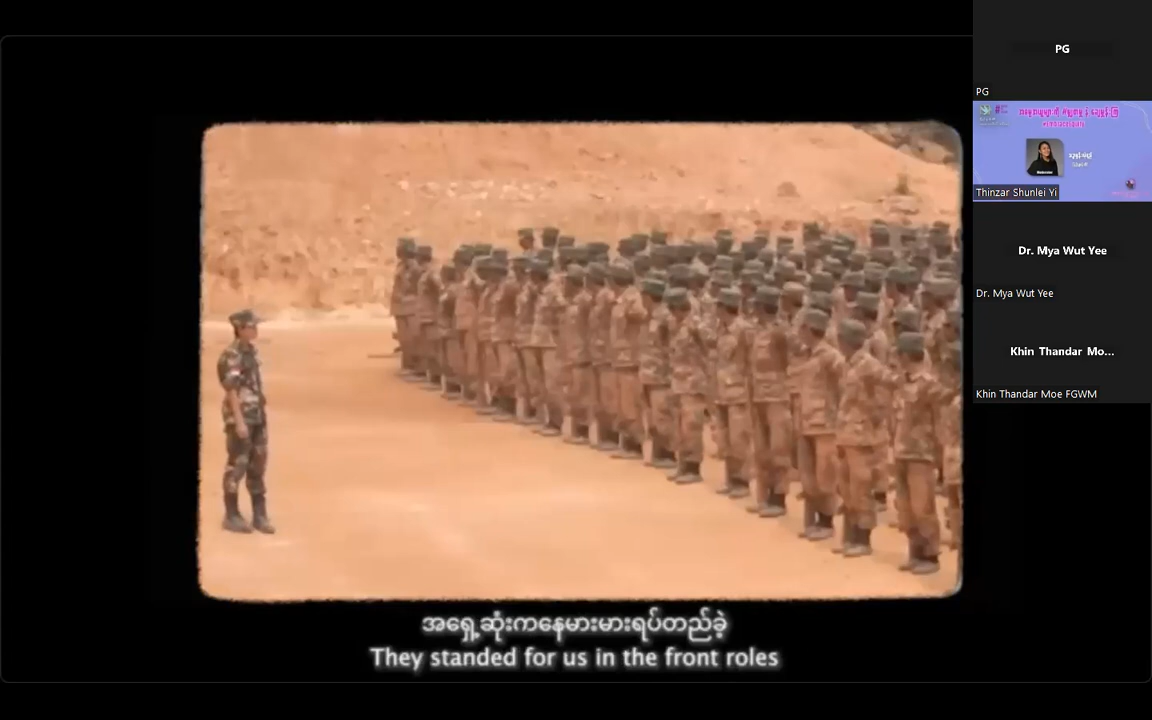 PG
PG
Thinzar Shunlei Yi
Dr. Mya Wut Yee
Dr. Mya Wut Yee
Khin Thandar Mo...
Khin Thandar Moe FGWM
အရှေ့ဆုံးကနေမားမားရပ်တည်ခဲ့
They standed for us in the front roles